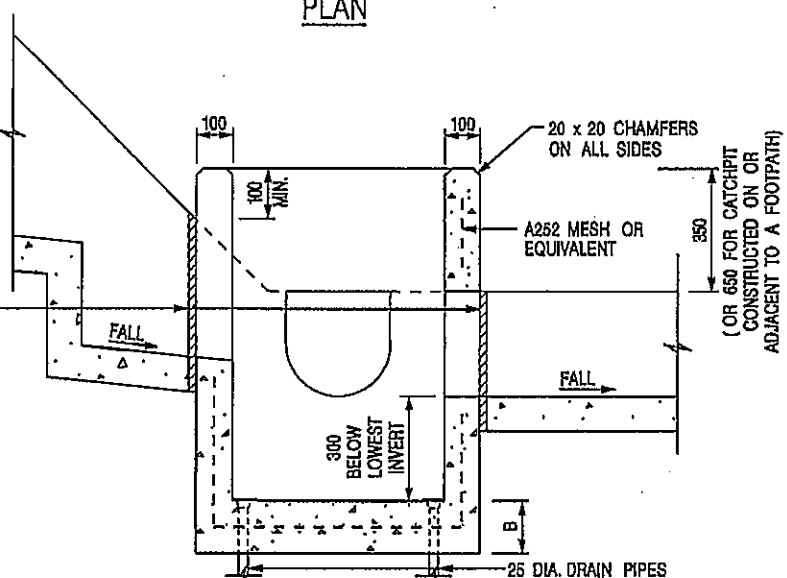 PLAN
100
100
20 x 20 CHAMFERS
ON ALL SIDES
100
MIN.
A252 MESH OR
EQUIVALENT
350
(OR 650 FOR CATCHPIT
CONSTRUCTED ON OR
ADJACENT TO A FOOTPATH)
FALL
FALL
300
BELOW
LOWEST
INVERT
B
25 DIA. DRAIN PIPES